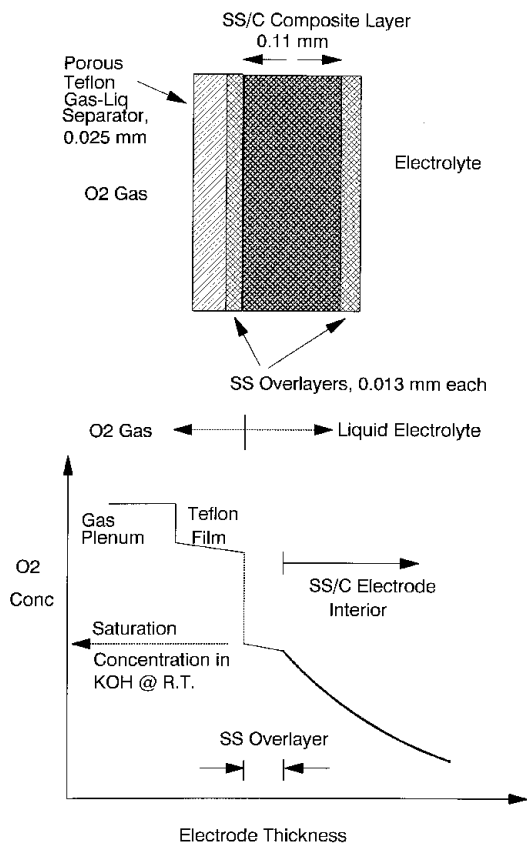 SS/C Composite Layer
0.11 mm
Porous
Teflon
Gas-Liq
Separator,
0.025 mm
Electrolyte
O2 Gas
SS Overlayers, 0.013 mm each
O2 Gas
Liquid Electrolyte
Gas
Plenum
Teflon
Film
O2
Conc
SS/C Electrode
Interior
Saturation
Concentration in
KOH @ R.T.
SS Overlayer
Electrode Thickness